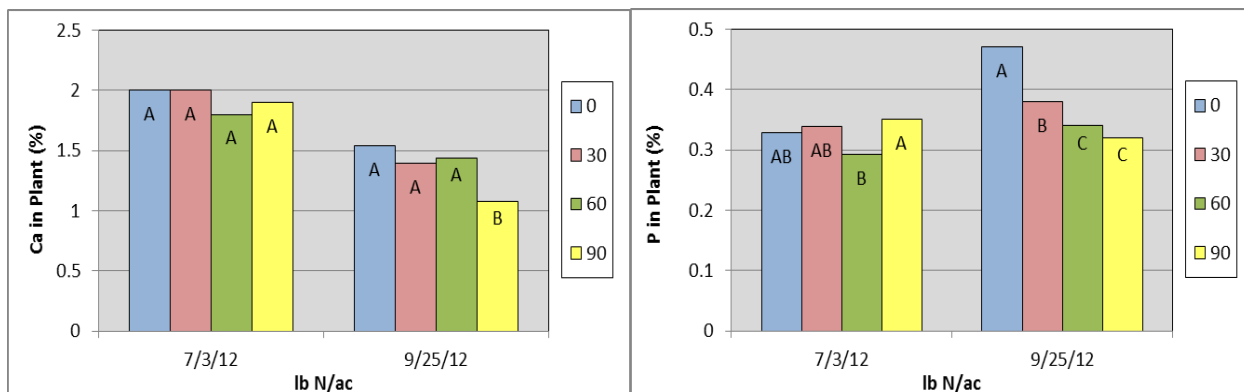 2.5
2
1.5
1
0.5
0
Ca in Plant (%)
A A A A
A A A B
7/3/12 9/25/12
lb N/ac
0
30
60
90
0.5
0.4
0.3
0.2
0.1
0
P in Plant (%)
AB AB B A
A B C C
7/3/12 9/25/12
lb N/ac
0
30
60
90